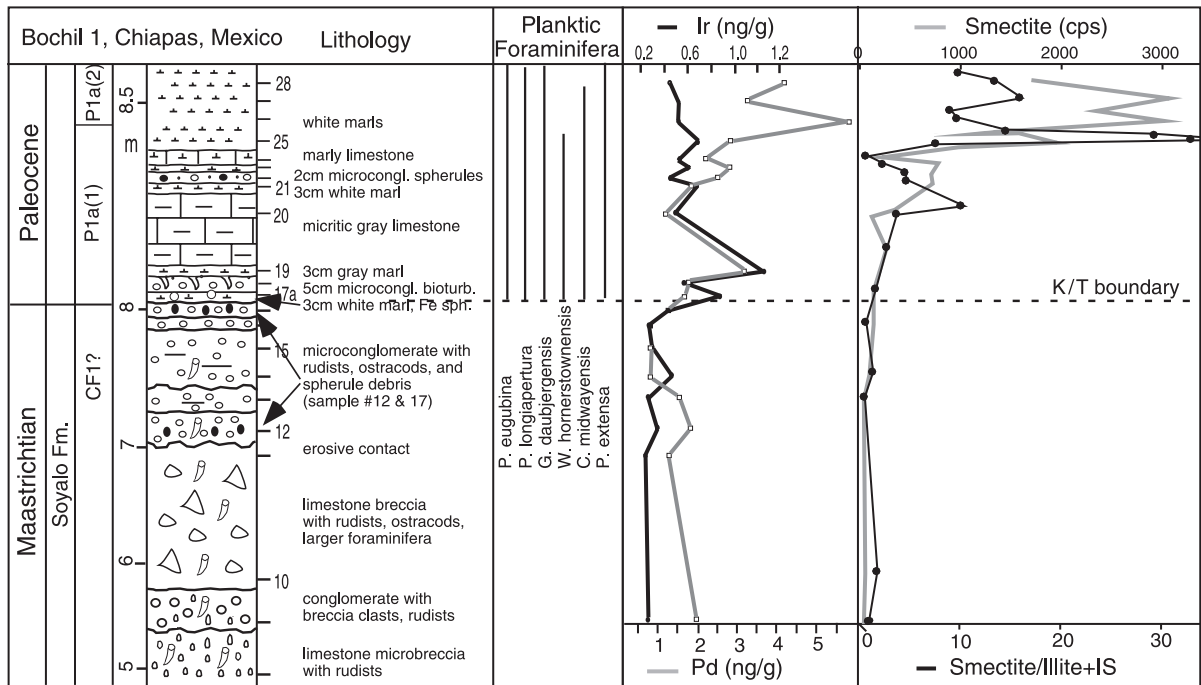 Bochil 1, Chiapas, Mexico
Lithology
Planktic
Foraminifera
Ir (ng/g)
0.2 0.6 1.0 1.2
Smectite (cps)
0 1000 2000 3000
Paleocene
Maastrichtian
Soyalo Fm.
P1a(2)
P1a(1)
CF1?
8.5
m
8
7
6
5
28
25
21
20
19
17a
15
12
10
white marls
marly limestone
2cm microcongl. spherules
3cm white marl
micritic gray limestone
3cm gray marl
5cm microcongl. bioturb.
3cm white marl, Fe sph.
microconglomerate with
rudists, ostracods, and
spherule debris
(sample #12 & 17)
erosive contact
limestone breccia
with rudists, ostracods,
larger foraminifera
conglomerate with
breccia clasts, rudists
limestone microbreccia
with rudists
P. eugubina
P. longiapertura
G. daubjergensis
W. hornerstownensis
C. midwayensis
P. extensa
K/T boundary
1 2 3 4 5
Pd (ng/g)
0 10 20 30
Smectite/Illite+IS